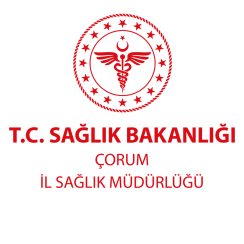 T.C. SAĞLIK BAKANLIĞI
ÇORUM
İL SAĞLIK MÜDÜRLÜĞÜ